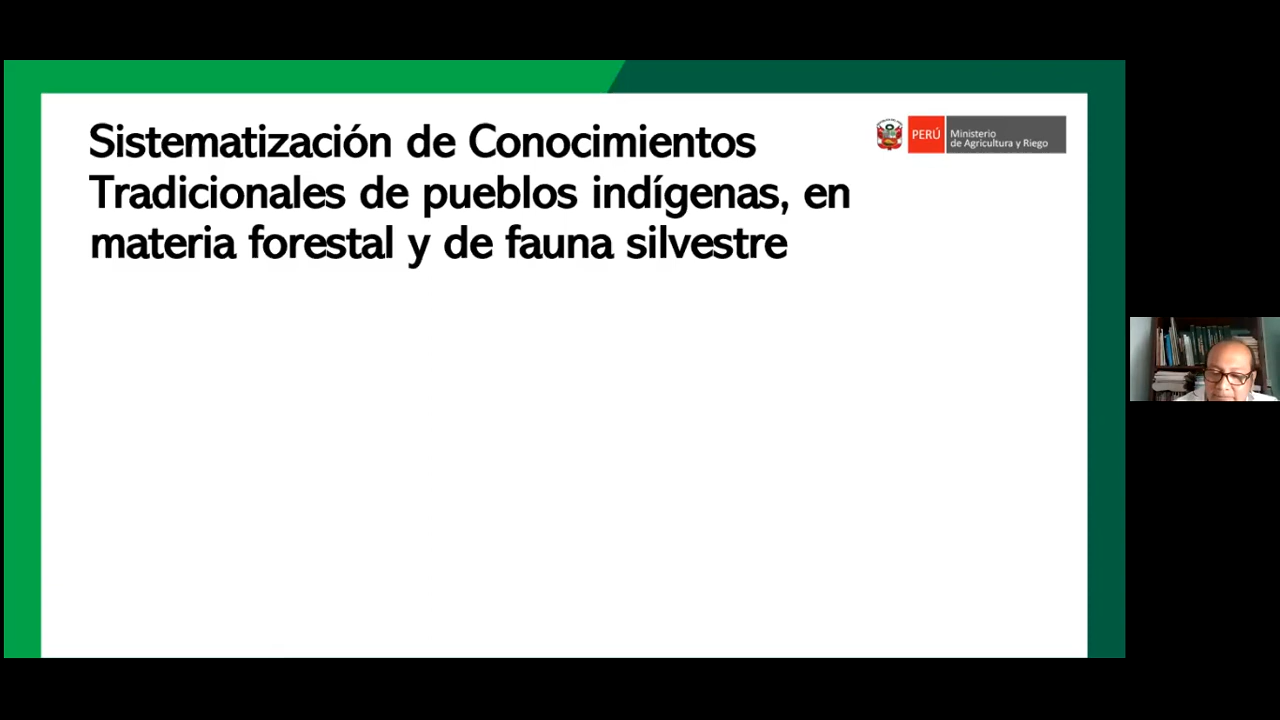 Sistematización de Conocimientos
Tradicionales de pueblos indígenas, en
materia forestal y de fauna silvestre
PERÚ
Ministerio
de Agricultura y Riego